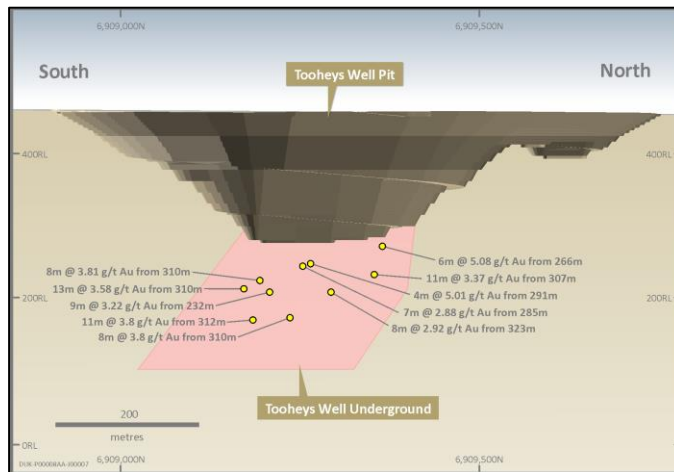 6,909,000N
6,909,500N
South
Tooheys Well Pit
North
400RL
400RL
8m @ 3.81 g/t Au from 310m
13m @ 3.58 g/t Au from 310m
9m @ 3.22 g/t Au from 232m
11m @ 3.8 g/t Au from 312m
8m @ 3.8 g/t Au from 310m
6m @ 5.08 g/t Au from 266m
11m @ 3.37 g/t Au from 307m
4m @ 5.01 g/t Au from 291m
7m @ 2.88 g/t Au from 285m
8m @ 2.92 g/t Au from 323m
200RL
200RL
Tooheys Well Underground
200
metres
0RL
0RL
6,909,000N
6,909,500N